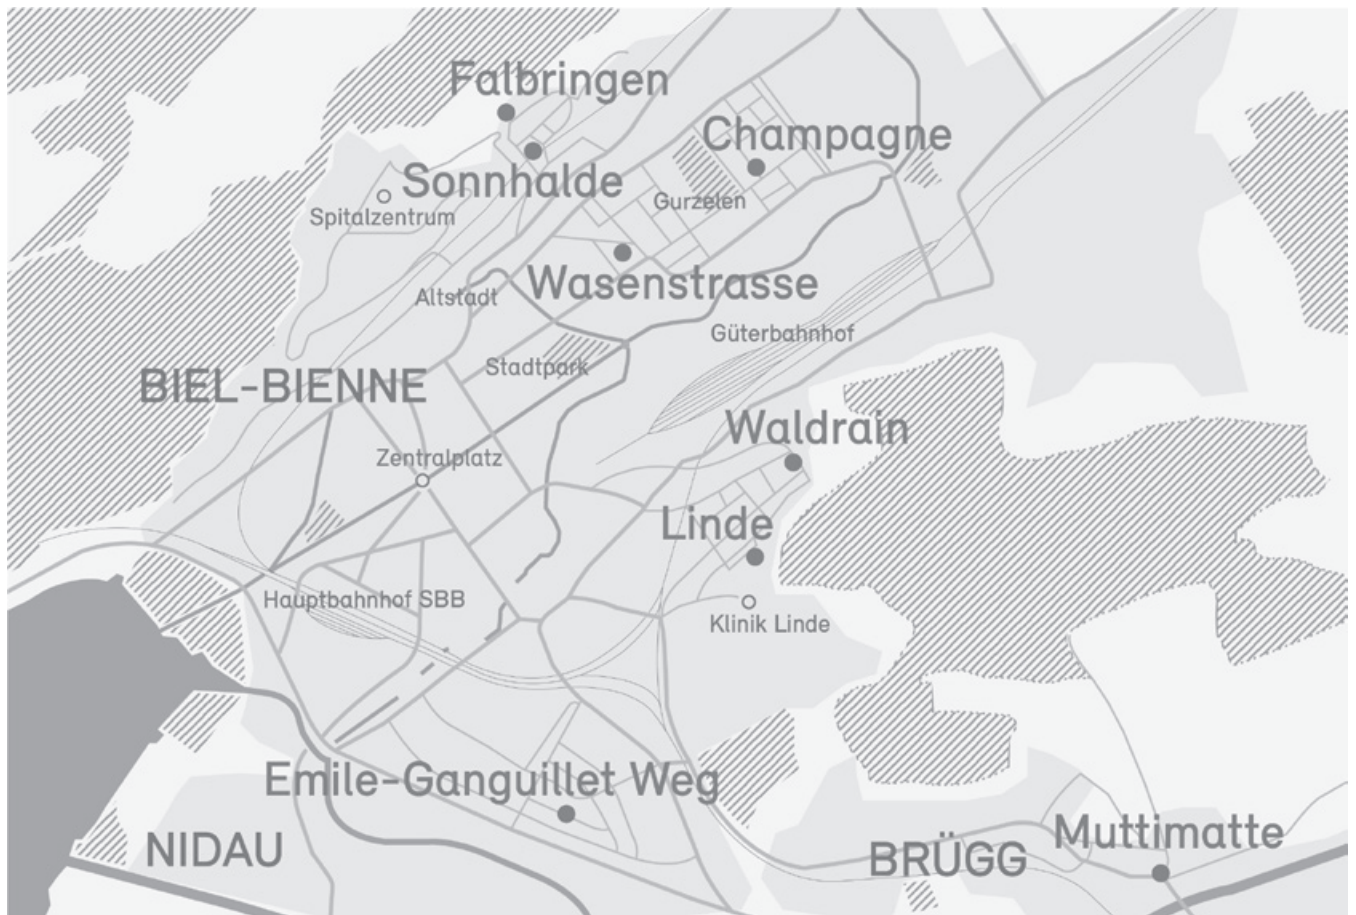 Falbringen
Champagne
Sonnhalde
Gurzelen
Spitalzentrum
Wasenstrasse
Altstadt
Güterbahnhof
Stadtpark
BIEL-BIENNE
Waldrain
Zentralplatz
Linde
Hauptbahnhof SBB
Klinik Linde
Emile-Ganguillet Weg
Muttimatte
NIDAU
BRÜGG